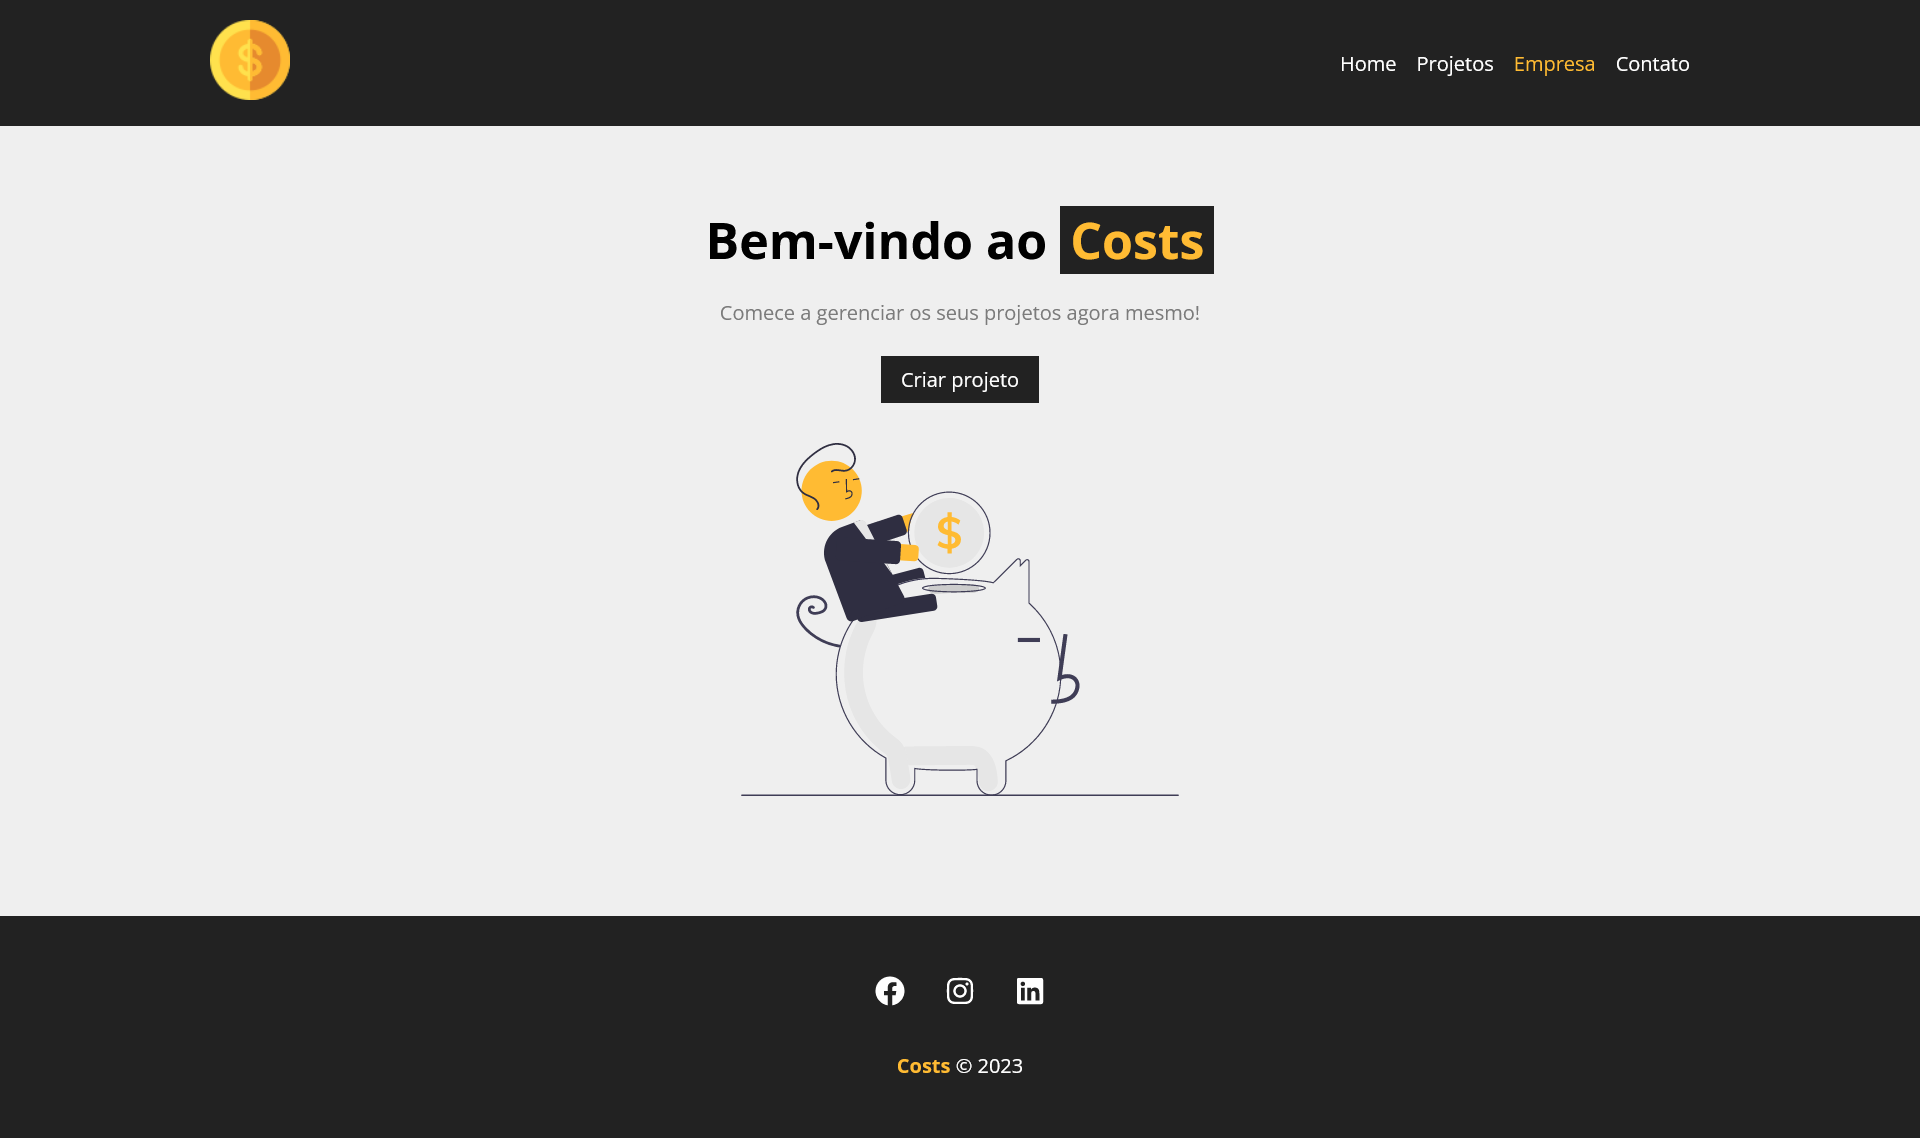 $
Home Projetos Empresa Contato
Bem-vindo ao Costs
Comece a gerenciar os seus projetos agora mesmo!
Criar projeto
$
Costs © 2023